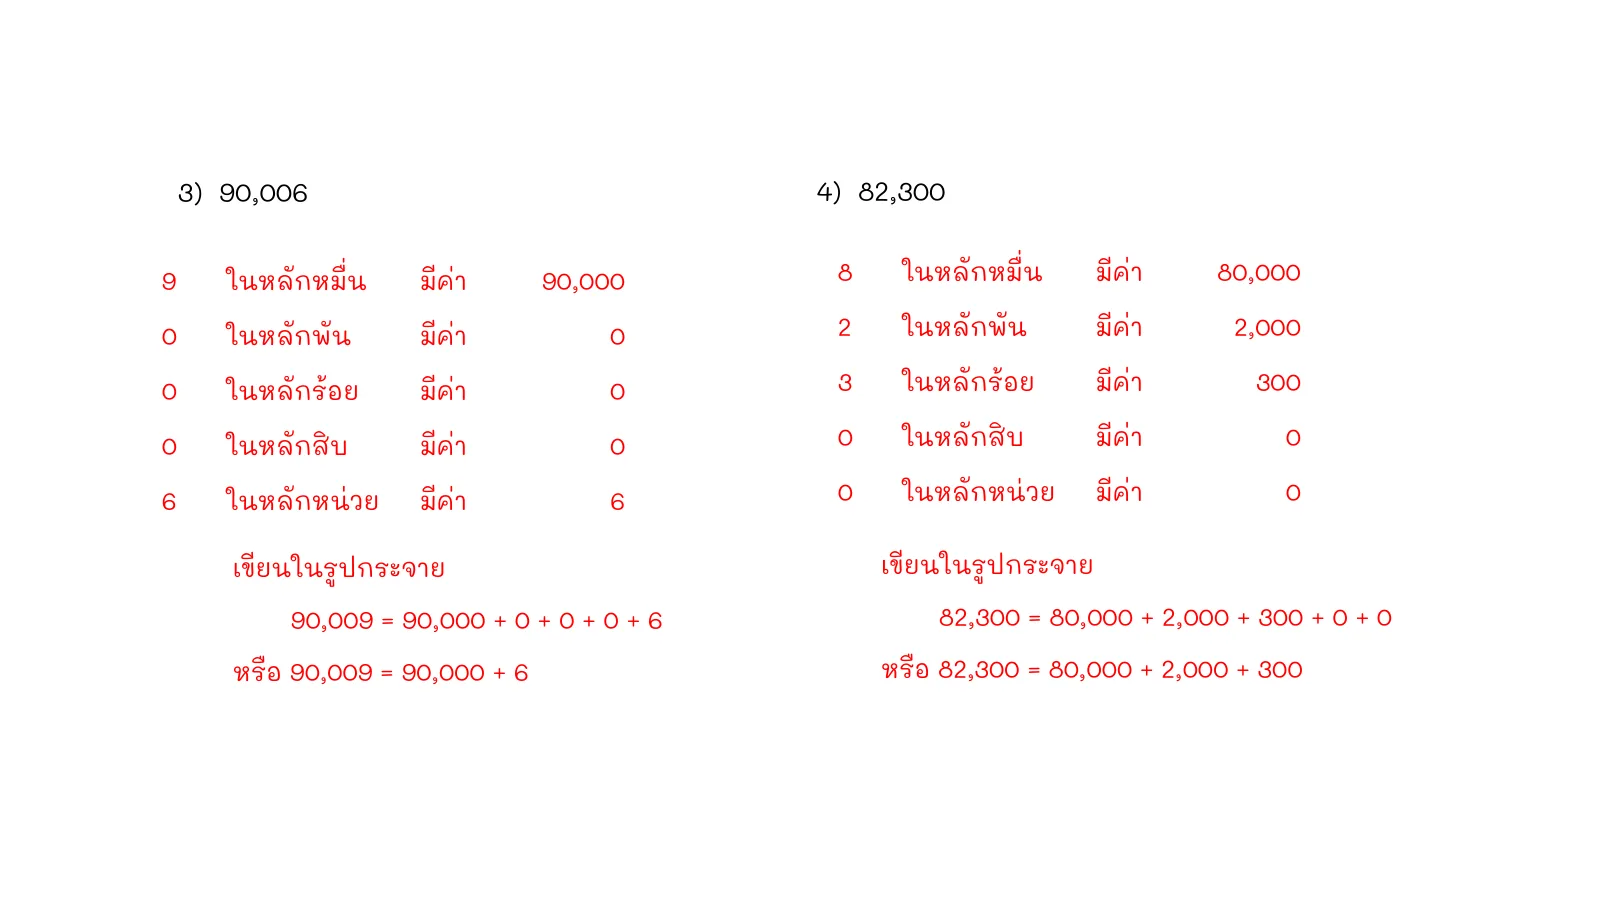 3) 90,006
9 ในหลักหมื่น มีค่า 90,000
0 ในหลักพัน มีค่า 0
0 ในหลักร้อย มีค่า 0
0 ในหลักสิบ มีค่า 0
6 ในหลักหน่วย มีค่า 6
เขียนในรูปกระจาย
90,009 = 90,000 + 0 + 0 + 0 + 6
หรือ 90,009 = 90,000 + 6
4) 82,300
8 ในหลักหมื่น มีค่า 80,000
2 ในหลักพัน มีค่า 2,000
3 ในหลักร้อย มีค่า 300
0 ในหลักสิบ มีค่า 0
0 ในหลักหน่วย มีค่า 0
เขียนในรูปกระจาย
82,300 = 80,000 + 2,000 + 300 + 0 + 0
หรือ 82,300 = 80,000 + 2,000 + 300